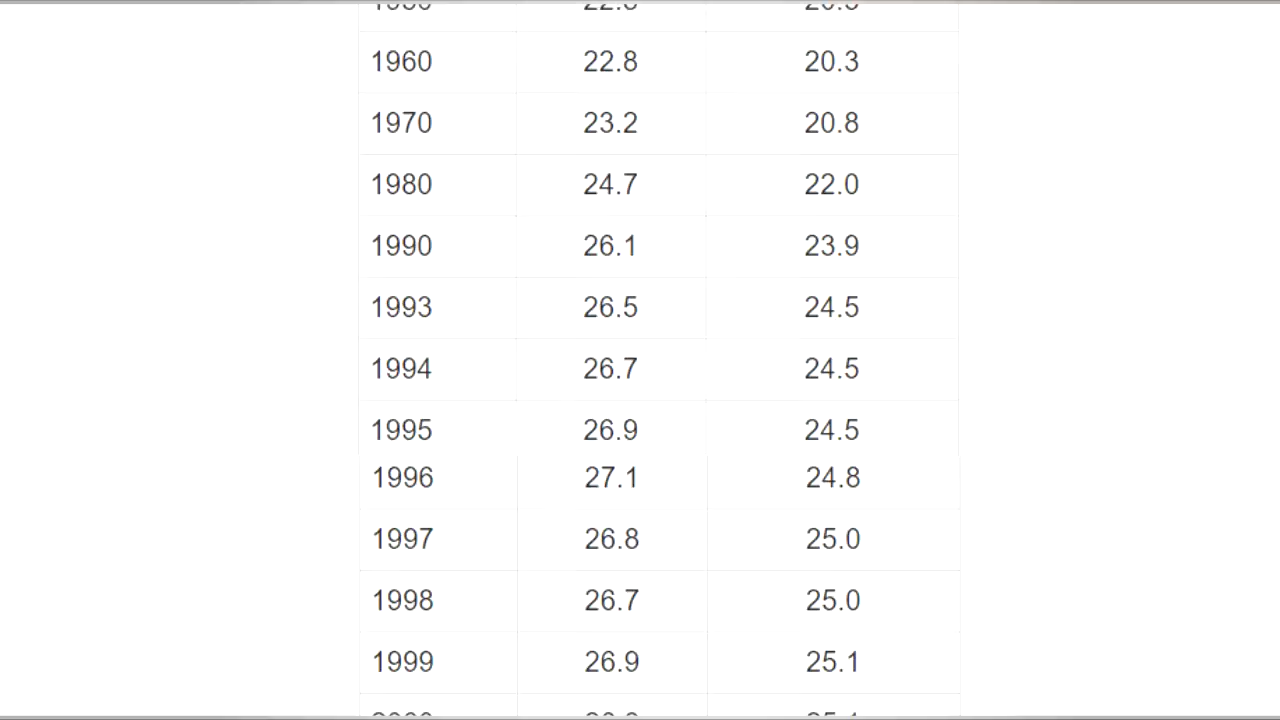 1960 22.8 20.3
1970 23.2 20.8
1980 24.7 22.0
1990 26.1 23.9
1993 26.5 24.5
1994 26.7 24.5
1995 26.9 24.5
1996 27.1 24.8
1997 26.8 25.0
1998 26.7 25.0
1999 26.9 25.1